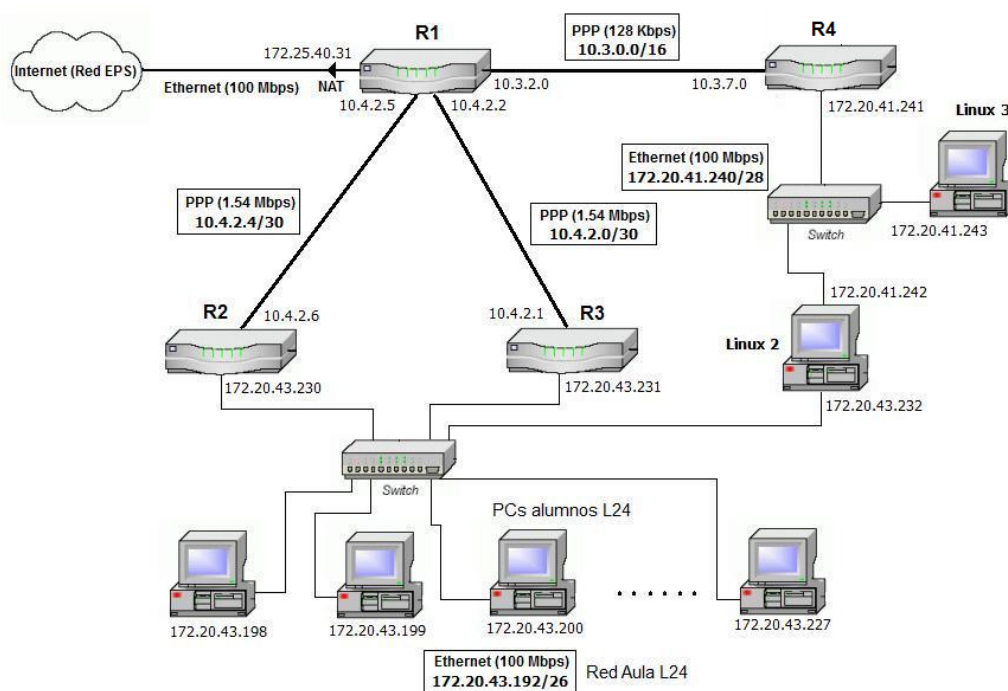 R1
R4
PPP (128 Kbps)
10.3.0.0/16
172.25.40.31
Internet (Red EPS)
Ethernet (100 Mbps)
NAT
10.4.2.5
10.4.2.2
10.3.2.0
10.3.7.0
172.20.41.241
Linux 3
Ethernet (100 Mbps)
172.20.41.240/28
Switch
172.20.41.243
PPP (1.54 Mbps)
10.4.2.4/30
PPP (1.54 Mbps)
10.4.2.0/30
172.20.41.242
R2
10.4.2.6
10.4.2.1
R3
Linux 2
172.20.43.230
172.20.43.231
172.20.43.232
Switch
PCs alumnos L24
172.20.43.198
172.20.43.199
172.20.43.200
. . . . . .
172.20.43.227
Ethernet (100 Mbps)
172.20.43.192/26
Red Aula L24